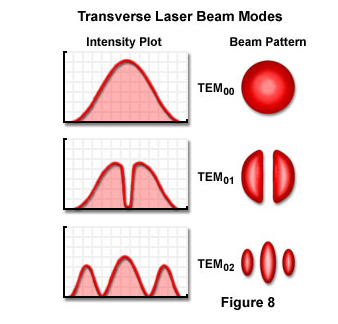 Transverse Laser Beam Modes
Intensity Plot
Beam Pattern
TEM00
TEM01
TEM02
Figure 8